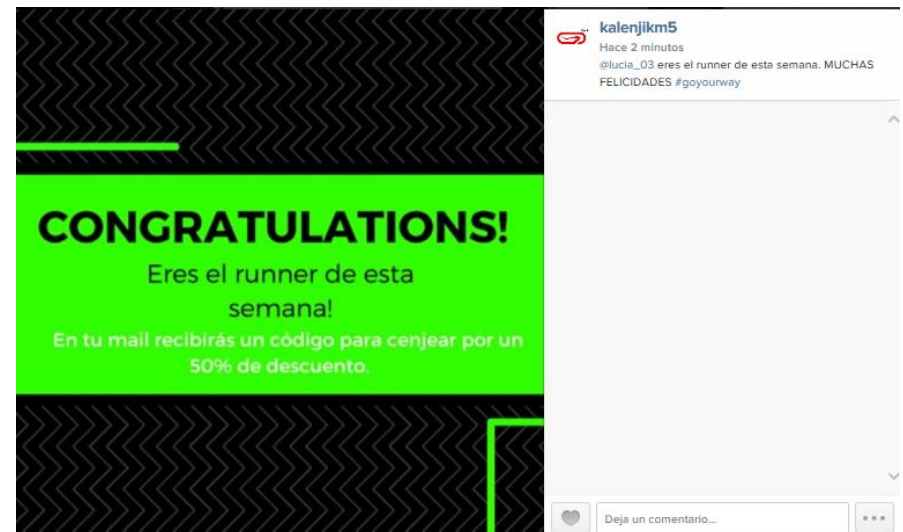 CONGRATULATIONS!
Eres el runner de esta
semana!
En tu mail recibirás un código para cenjear por un
50% de descuento.
kalenjikm5
Hace 2 minutos
@lucia_03 eres el runner de esta semana. MUCHAS
FELICIDADES #goyourway
Deja un comentario...